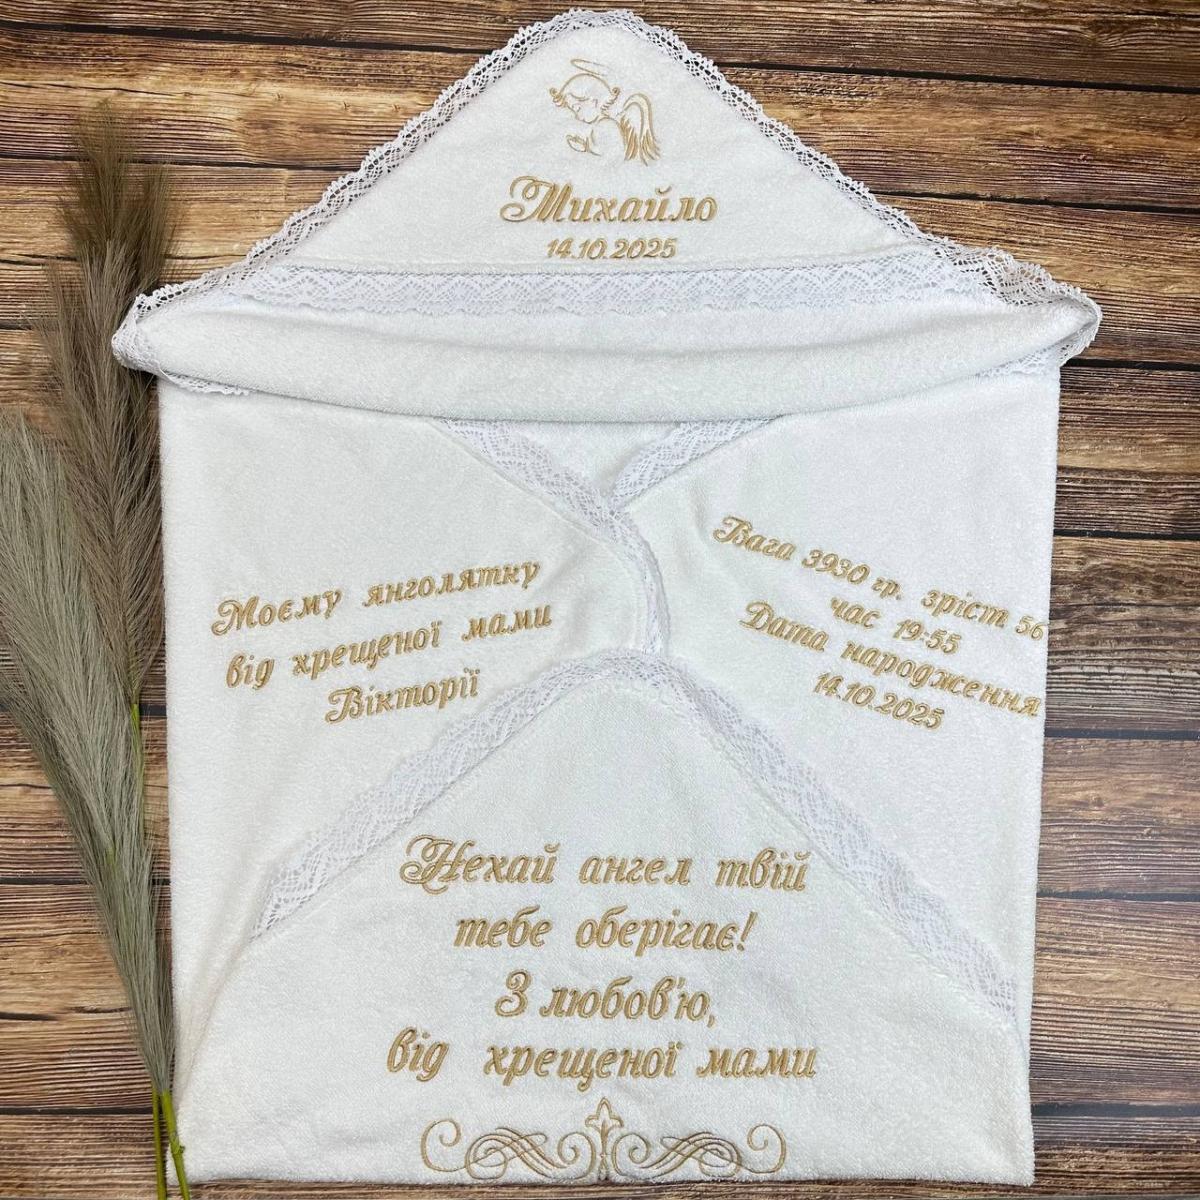 Михайло
14.10.2025
Моєму янголятку
від хрещеної мами
Вікторії
Вага 3930 гр. зріст 56
час 19:55
Дата народження
14.10.2025
Нехай ангел твій
тебе оберігає!
З любов'ю,
від хрещеної мами